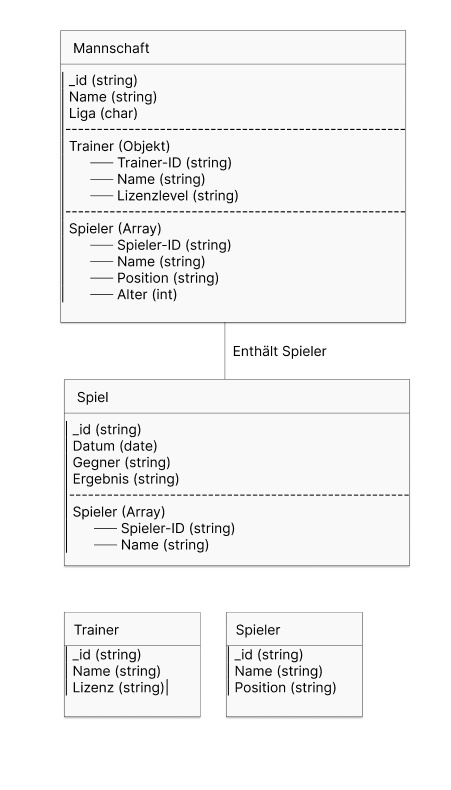 Mannschaft
_id (string)
Name (string)
Liga (char)
Trainer (Objekt)
Trainer-ID (string)
Name (string)
Lizenzlevel (string)
Spieler (Array)
Spieler-ID (string)
Name (string)
Position (string)
Alter (int)
Enthält Spieler
Spiel
_id (string)
Datum (date)
Gegner (string)
Ergebnis (string)
Spieler (Array)
Spieler-ID (string)
Name (string)
Trainer
_id (string)
Name (string)
Lizenz (string)
Spieler
_id (string)
Name (string)
Position (string)